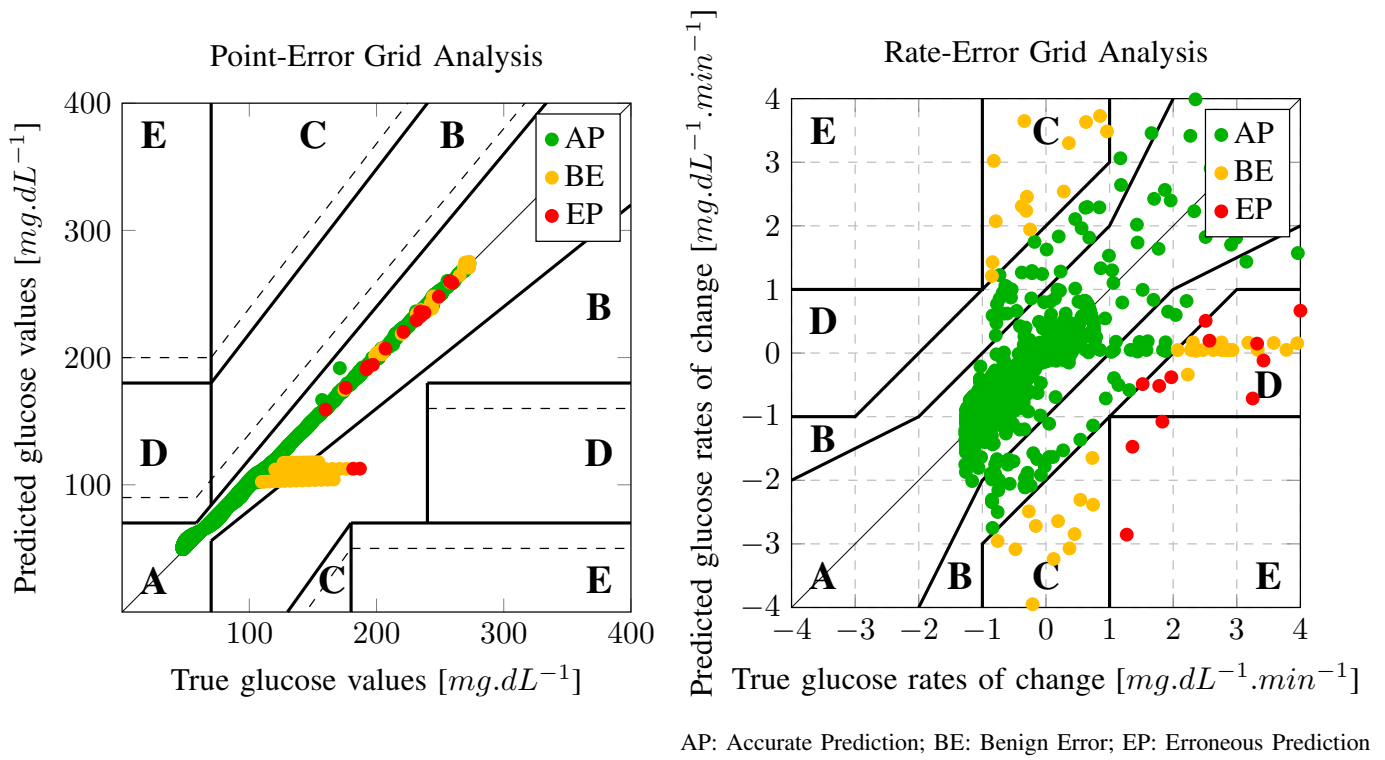 Point-Error Grid Analysis
Predicted glucose values [mg.dL⁻¹]
400
300
200
100
100
200
300
400
True glucose values [mg.dL⁻¹]
E
C
B
B
D
D
A
C
E
AP
BE
EP
Rate-Error Grid Analysis
Predicted glucose rates of change [mg.dL⁻¹.min⁻¹]
4
3
2
1
0
−1
−2
−3
−4
−4
−3
−2
−1
0
1
2
3
4
True glucose rates of change [mg.dL⁻¹.min⁻¹]
E
C
D
D
B
A
B
C
E
AP
BE
EP
AP: Accurate Prediction; BE: Benign Error; EP: Erroneous Prediction